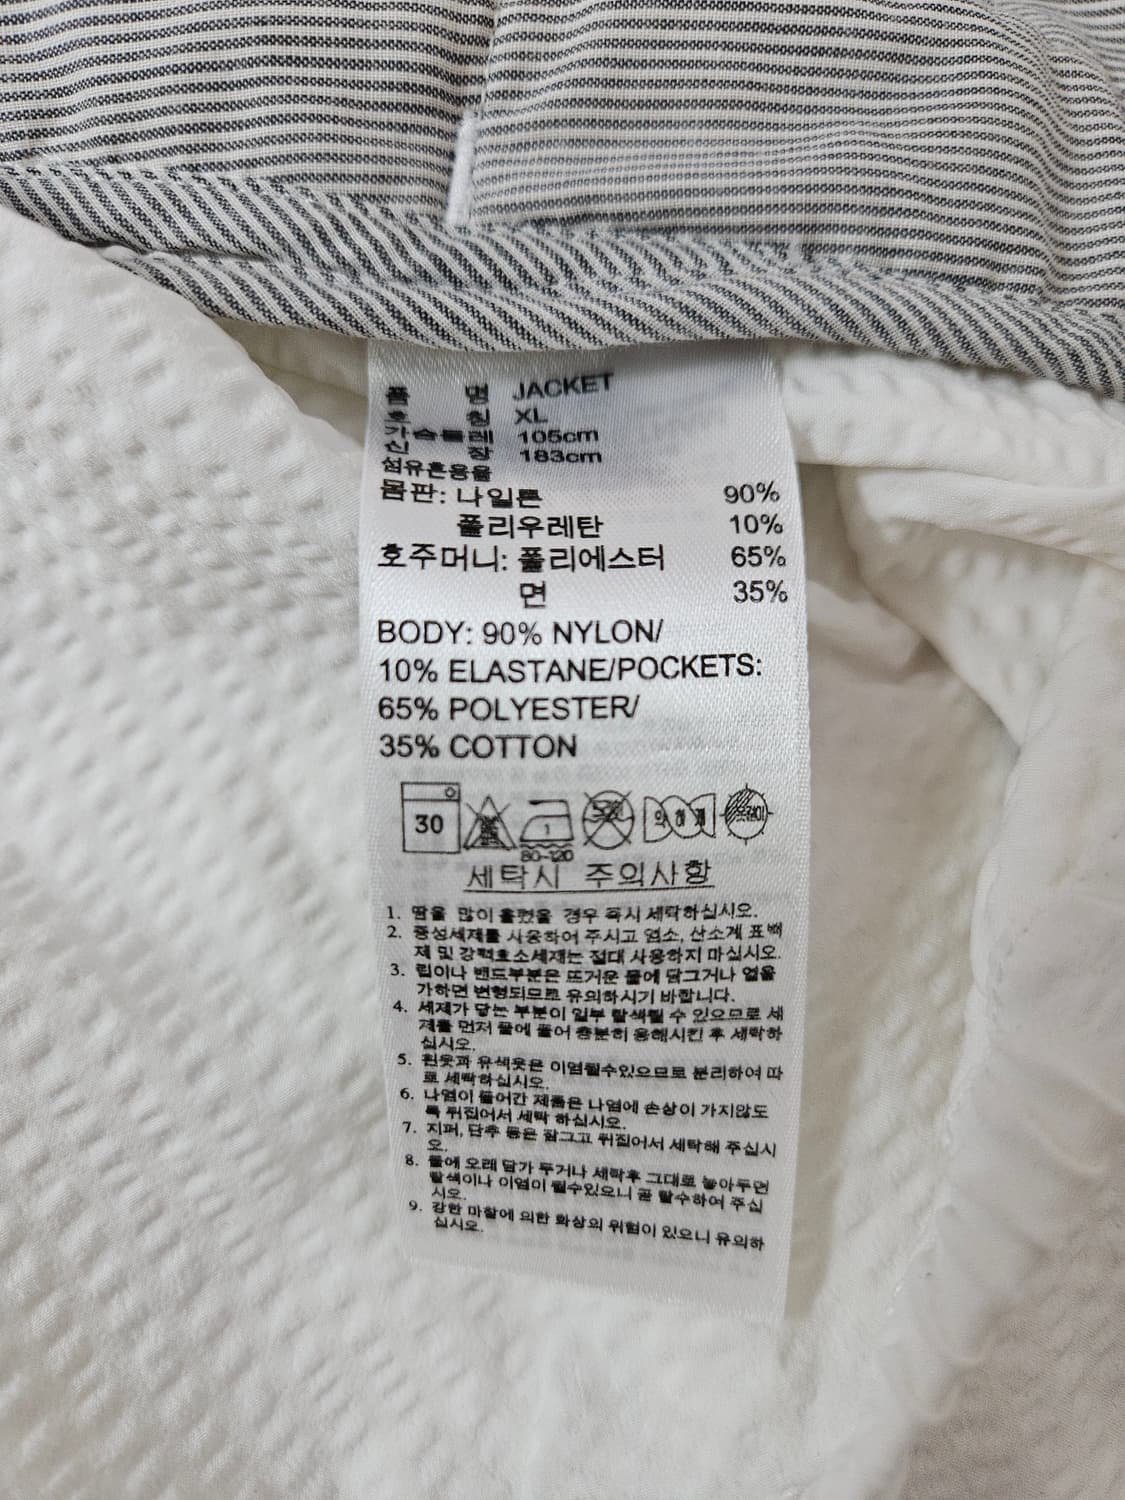 품 명 JACKET
호 칭 XL
가슴둘레 105cm
신 장 183cm
섬유혼용율
몸판: 나일론 90%
폴리우레탄 10%
호주머니: 폴리에스터 65%
면 35%
BODY: 90% NYLON/
10% ELASTANE/POCKETS:
65% POLYESTER/
35% COTTON
30
1
80-120
드라이
약하게
옷걸이
세탁시 주의사항
1. 땀을 많이 흘렸을 경우 즉시 세탁하십시오.
2. 중성세제를 사용하여 주시고 염소, 산소계 표백
제 및 강력효소세제는 절대 사용하지 마십시오.
3. 립이나 밴드부분은 뜨거운 물에 담그거나 열을
가하면 변형되므로 유의하시기 바랍니다.
4. 세제가 닿는 부분이 일부 탈색될 수 있으므로 세
제를 먼저 물에 풀어 충분히 용해시킨 후 세탁하
십시오.
5. 흰옷과 유색옷은 이염될수있으므로 분리하여 따
로 세탁하십시오.
6. 나염이 들어간 제품은 나염에 손상이 가지않도
록 뒤집어서 세탁 하십시오.
7. 지퍼, 단추 등은 잠그고 뒤집어서 세탁해 주십시
오.
8. 물에 오래 담가 두거나 세탁후 그대로 놓아두면
탈색이나 이염이 될수있으니 곧 탈수하여 주십
시오.
9. 강한 마찰에 의한 화상의 위험이 있으니 유의하
십시오.